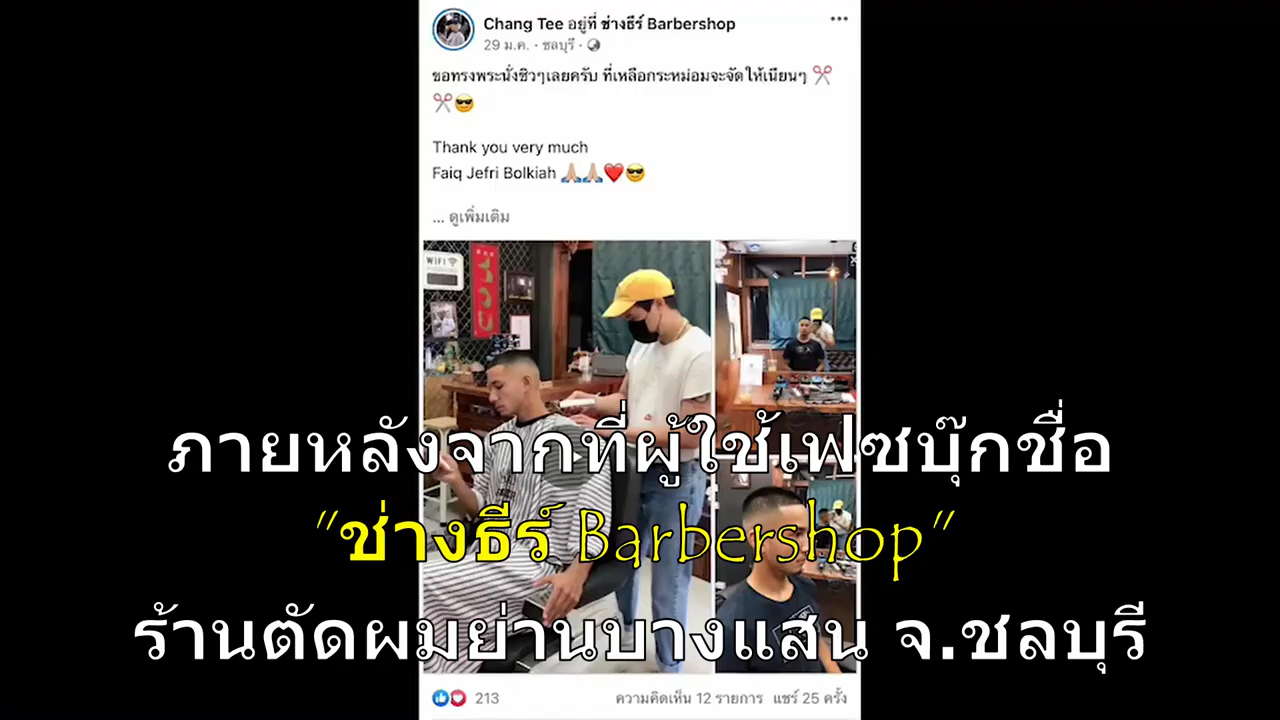 Chang Tee อยู่ที่ ช่างธีร์ Barbershop
29 ม.ค. · ชลบุรี ·
ขอทรงพระนั่งชิวๆเลยครับ ที่เหลือกระหม่อมจะจัดให้เนียนๆ ✂️
✂️😎
Thank you very much
Faiq Jefri Bolkiah 🙏🏼🙏🏼❤️😎
... ดูเพิ่มเติม
WIFI
ภายหลังจากที่ผู้ใช้เฟซบุ๊กชื่อ
"ช่างธีร์ Barbershop"
ร้านตัดผมย่านบางแสน จ.ชลบุรี
213
ความคิดเห็น 12 รายการ แชร์ 25 ครั้ง